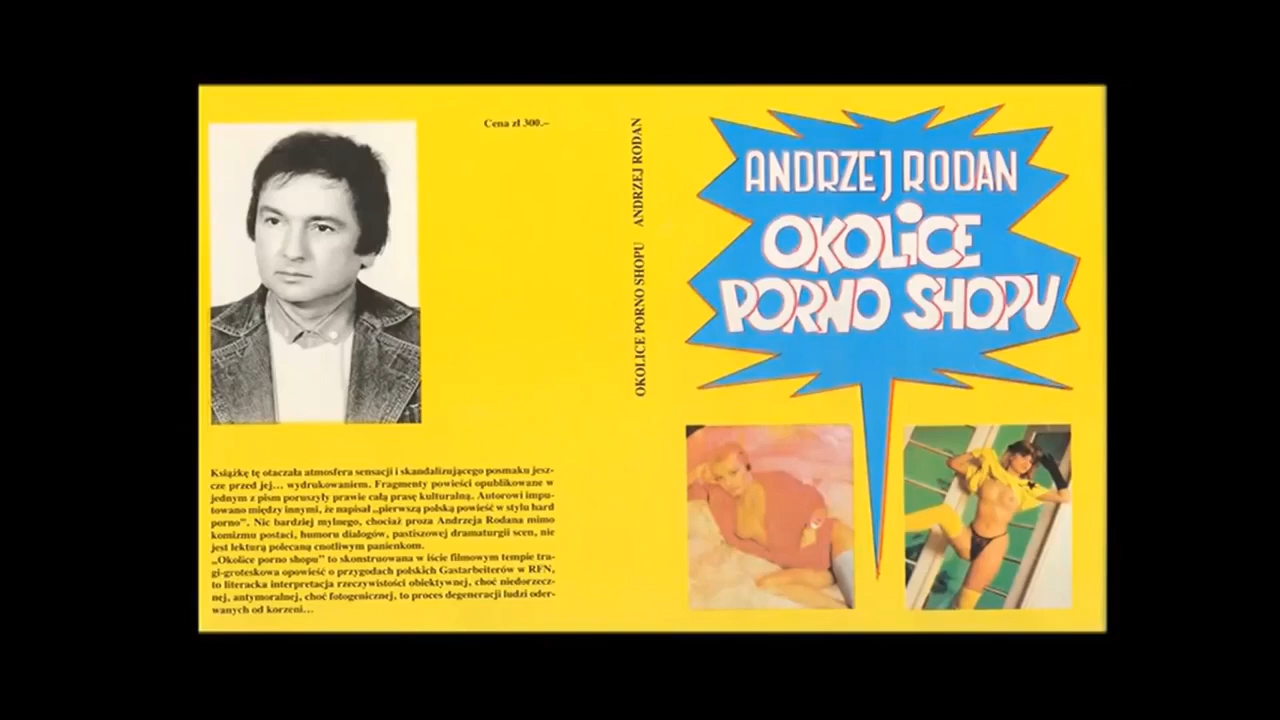 Cena zł 300.–
Książkę tę otaczała atmosfera sensacji i skandalizującego posmaku jesz-
cze przed jej... wydrukowaniem. Fragmenty powieści opublikowane w
jednym z pism poruszyły prawie całą prasę kulturalną. Autorowi impu-
towano między innymi, że napisał „pierwszą polską powieść w stylu hard
porno”. Nic bardziej mylnego, chociaż proza Andrzeja Rodana mimo
komizmu postaci, humoru dialogów, pastiszowej dramaturgii scen, nie
jest lekturą polecaną cnotliwym panienkom.
„Okolice porno shopu” to skonstruowana w iście filmowym tempie tra-
gi-groteskowa opowieść o przygodach polskich Gastarbeiterów w RFN,
to literacka interpretacja rzeczywistości obiektywnej, choć niedorzecz-
nej, antymoralnej, choć fotogenicznej, to proces degeneracji ludzi oder-
wanych od korzeni...
OKOLICE PORNO SHOPU ANDRZEJ RODAN
ANDRZEJ RODAN
OKOLiCE
PORNO SHOPU